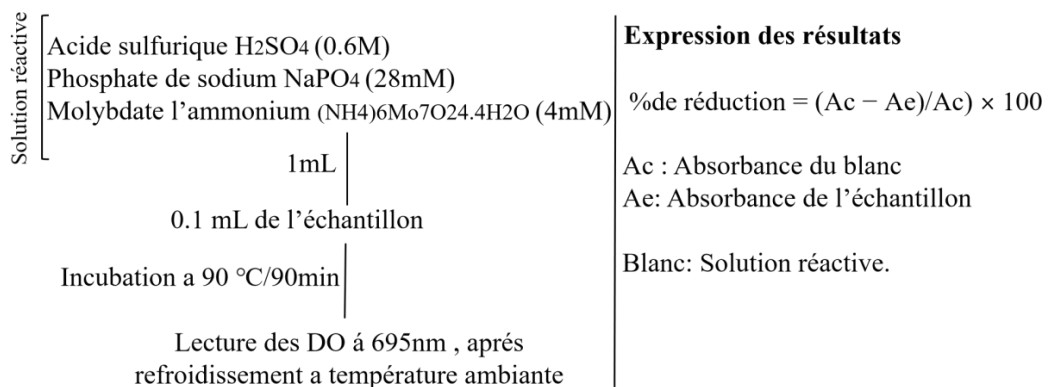 Solution réactive
Acide sulfurique H2SO4 (0.6M)
Phosphate de sodium NaPO4 (28mM)
Molybdate l’ammonium (NH4)6Mo7O24.4H2O (4mM)
1mL
0.1 mL de l’échantillon
Incubation a 90 °C/90min
Lecture des DO á 695nm , aprés
refroidissement a température ambiante
Expression des résultats
%de réduction = (Ac − Ae)/Ac) × 100
Ac : Absorbance du blanc
Ae: Absorbance de l’échantillon
Blanc: Solution réactive.